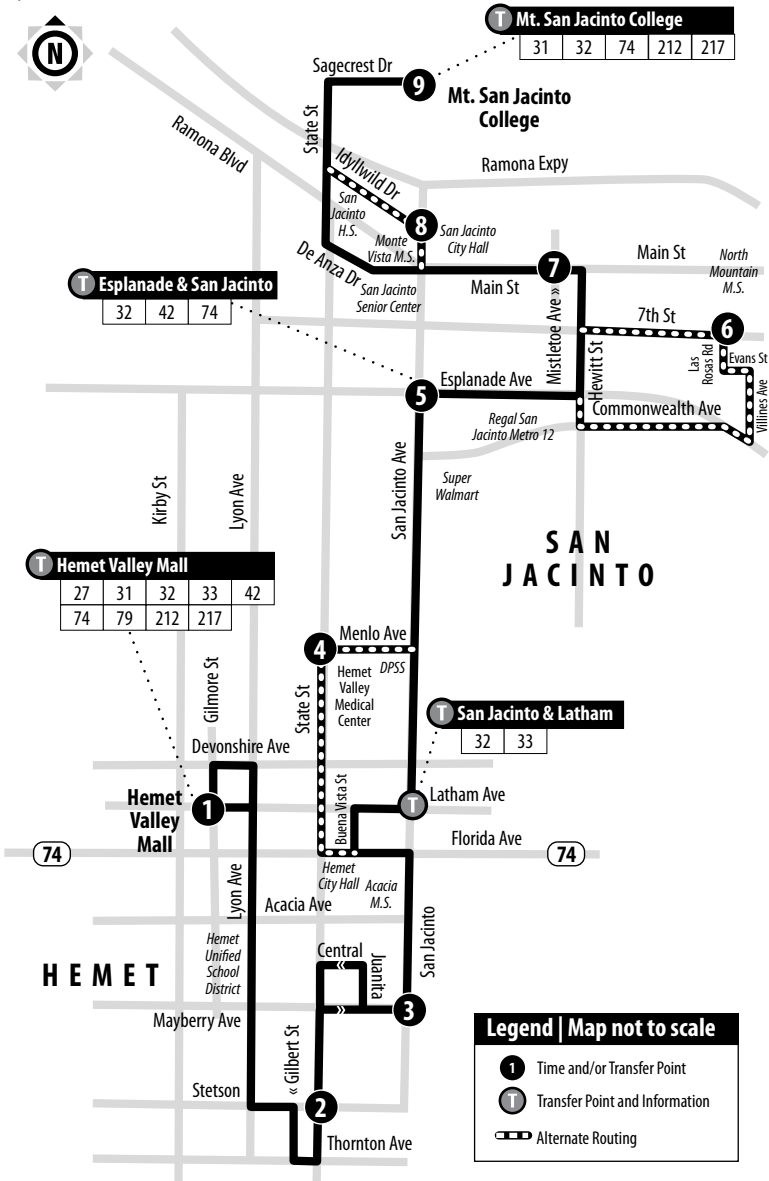 N
T Mt. San Jacinto College
31 32 74 212 217
Sagecrest Dr
9
Mt. San Jacinto
College
State St
Ramona Blvd
Idyllwild Dr
Ramona Expy
San
Jacinto
H.S.
8
San Jacinto
City Hall
Monte
Vista M.S.
De Anza Dr
San Jacinto
Senior Center
7
Main St
Main St
North
Mountain
M.S.
T Esplanade & San Jacinto
32 42 74
Mistletoe Ave »
7th St
6
Hewitt St
Las
Rosas Rd
Evans St
Villines Ave
Esplanade Ave
5
Commonwealth Ave
Regal San
Jacinto Metro 12
San Jacinto Ave
Super
Walmart
Kirby St
Lyon Ave
SAN
JACINTO
T Hemet Valley Mall
27 31 32 33 42
74 79 212 217
4
Menlo Ave
Hemet
Valley
Medical
Center
DPSS
Gilmore St
State St
T San Jacinto & Latham
32 33
Devonshire Ave
Hemet
Valley
Mall
1
Buena Vista St
T
Latham Ave
Florida Ave
74
74
Hemet
City Hall
Acacia
M.S.
Lyon Ave
Acacia Ave
Hemet
Unified
School
District
HEMET
Central
«
Juanita
San Jacinto
»
3
Mayberry Ave
« Gilbert St
Stetson
2
Thornton Ave
Legend | Map not to scale
1 Time and/or Transfer Point
T Transfer Point and Information
Alternate Routing